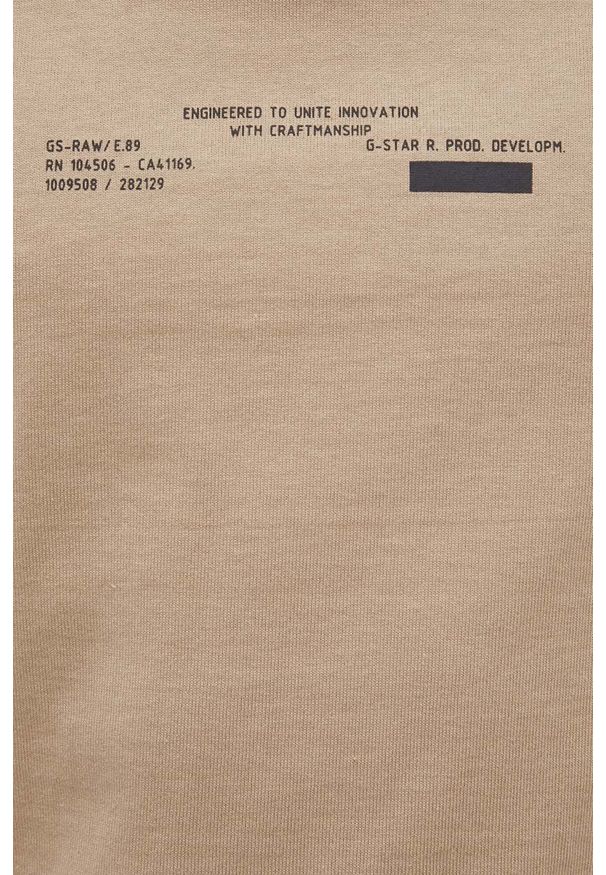 ENGINEERED TO UNITE INNOVATION
WITH CRAFTMANSHIP
GS-RAW/E.89
G-STAR R. PROD. DEVELOPM.
RN 104506 - CA41169.
1009508 / 282129